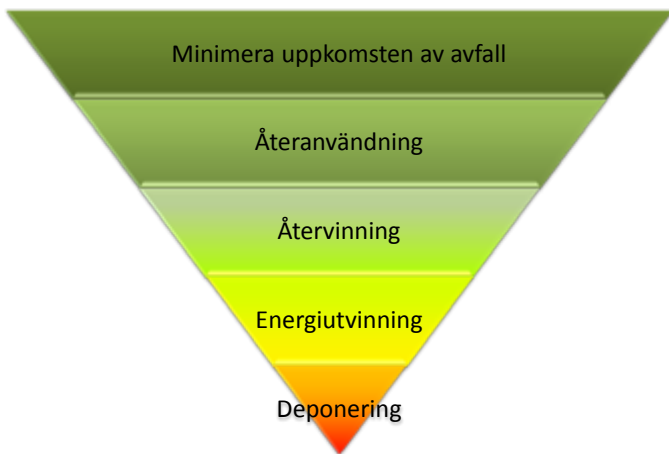 Minimera uppkomsten av avfall
Återanvändning
Återvinning
Energiutvinning
Deponering